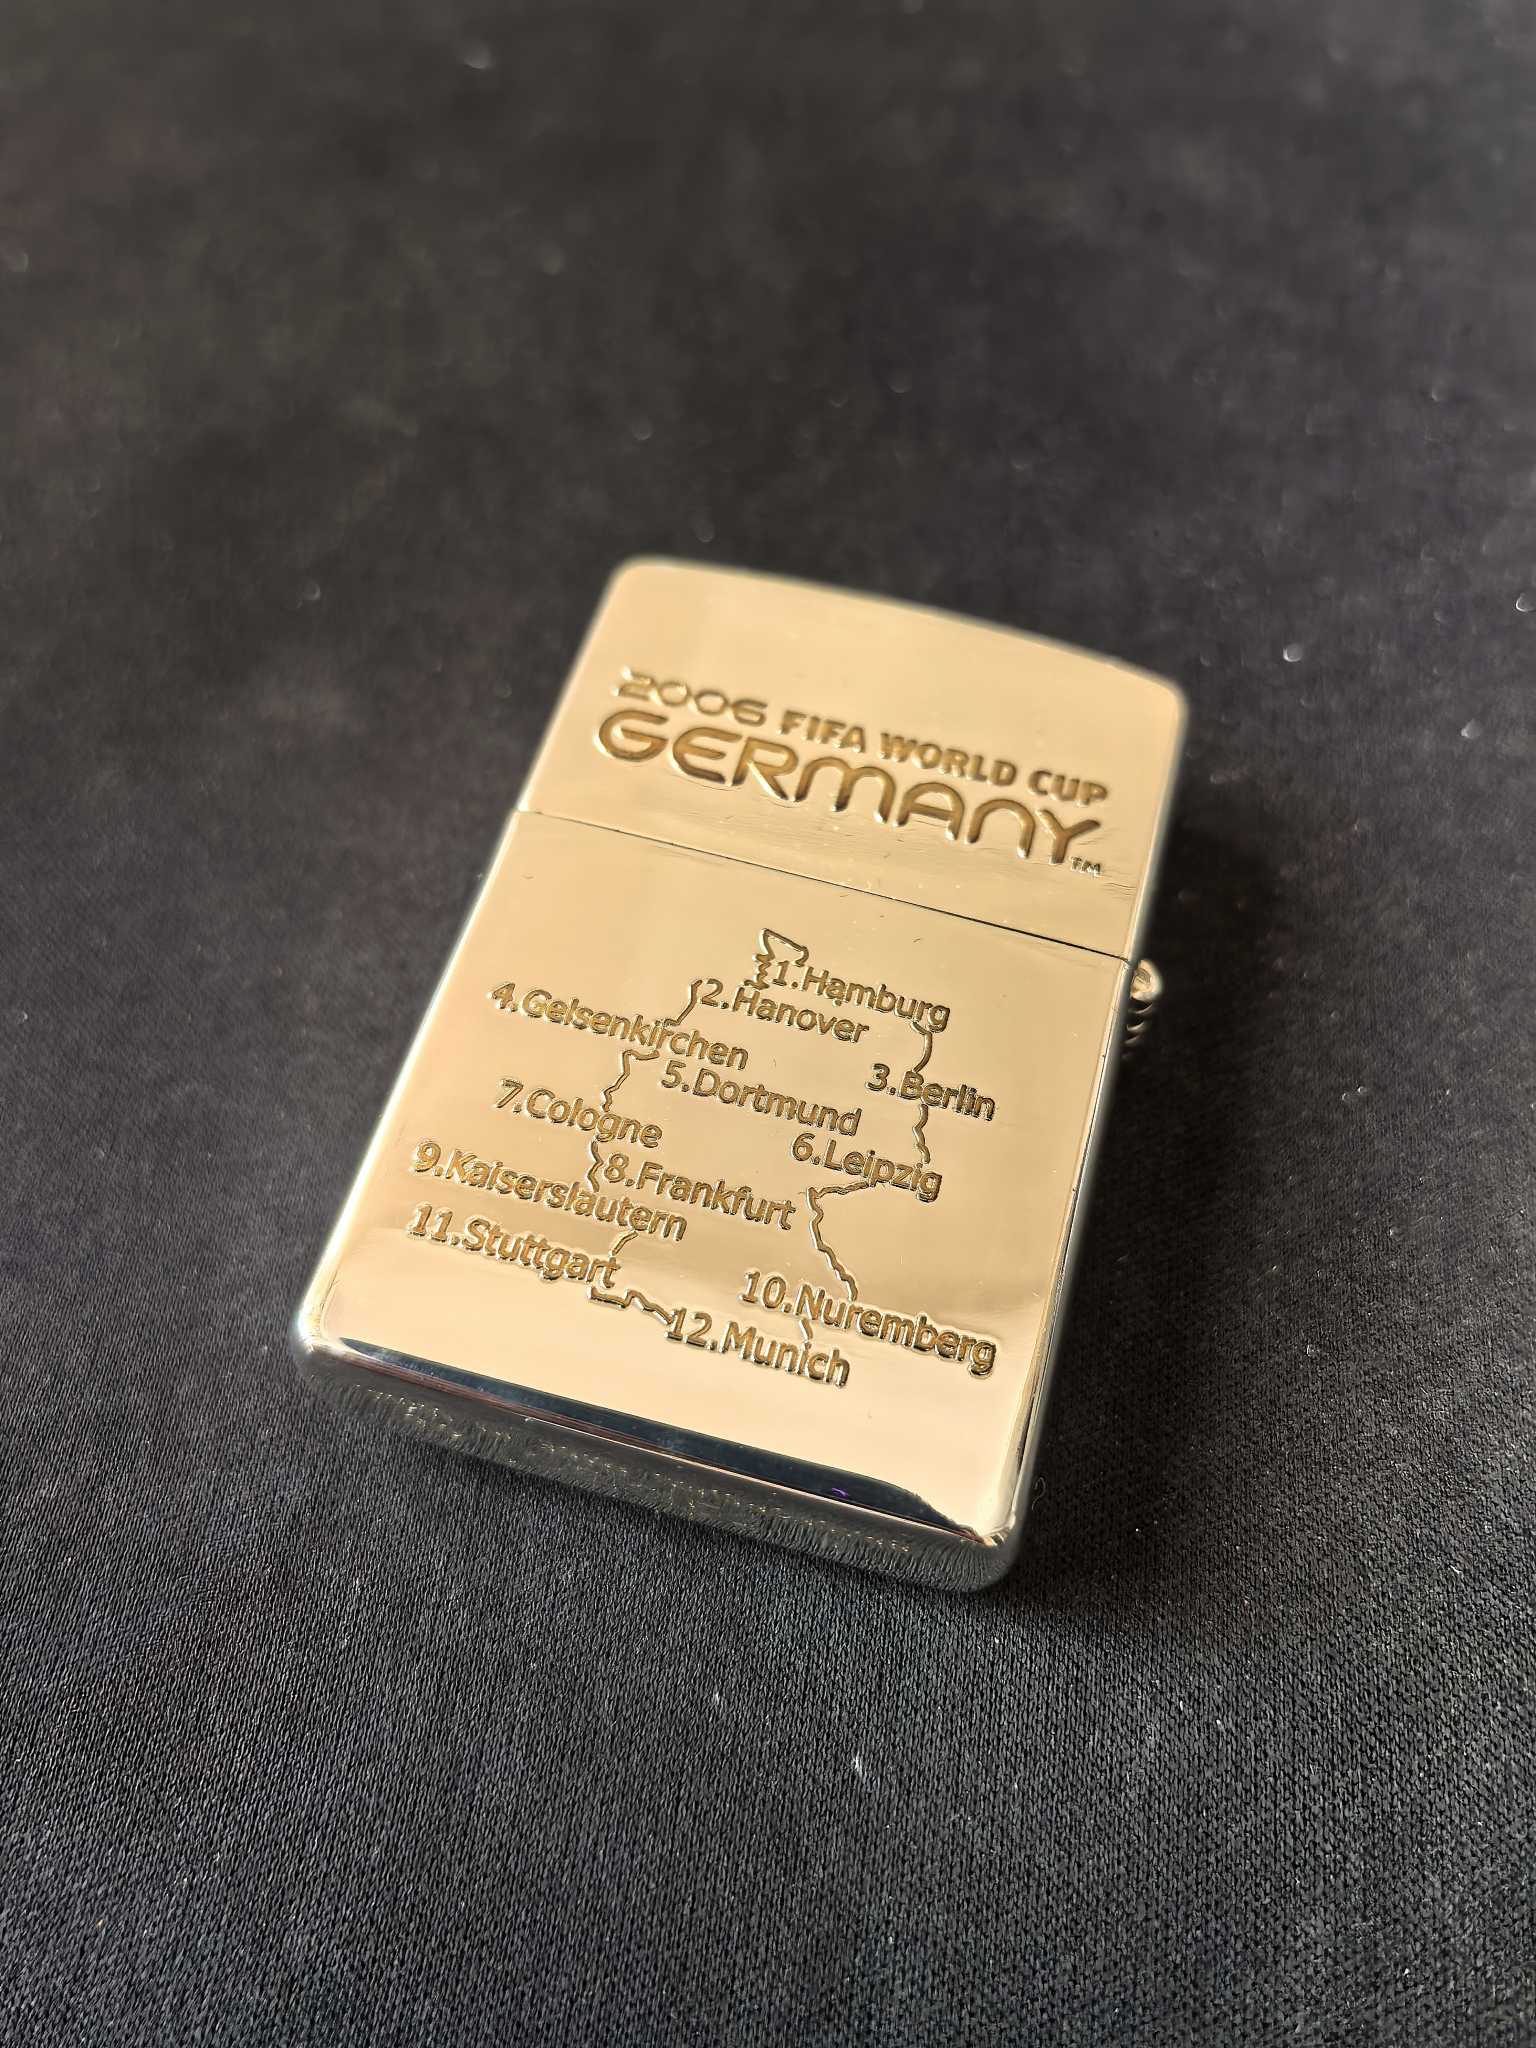 2006 FIFA WORLD CUP
GERMANY™
1.Hamburg
2.Hanover
3.Berlin
4.Gelsenkirchen
5.Dortmund
6.Leipzig
7.Cologne
8.Frankfurt
9.Kaiserslautern
10.Nuremberg
11.Stuttgart
12.Munich